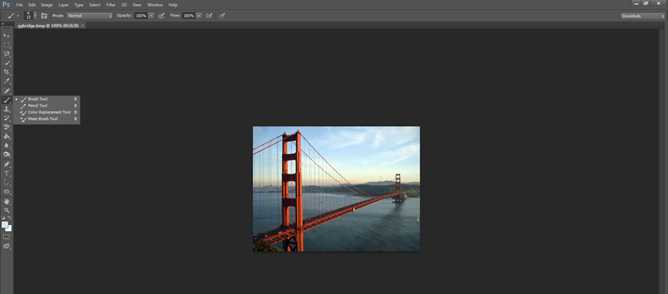 Ps File Edit Image Layer Type Select Filter 3D View Window Help
Mode: Normal Opacity: 100% Flow: 100% Essentials
ggbridge.bmp @ 100% (RGB/8) ×
Brush Tool B
Pencil Tool B
Color Replacement Tool B
Mixer Brush Tool B